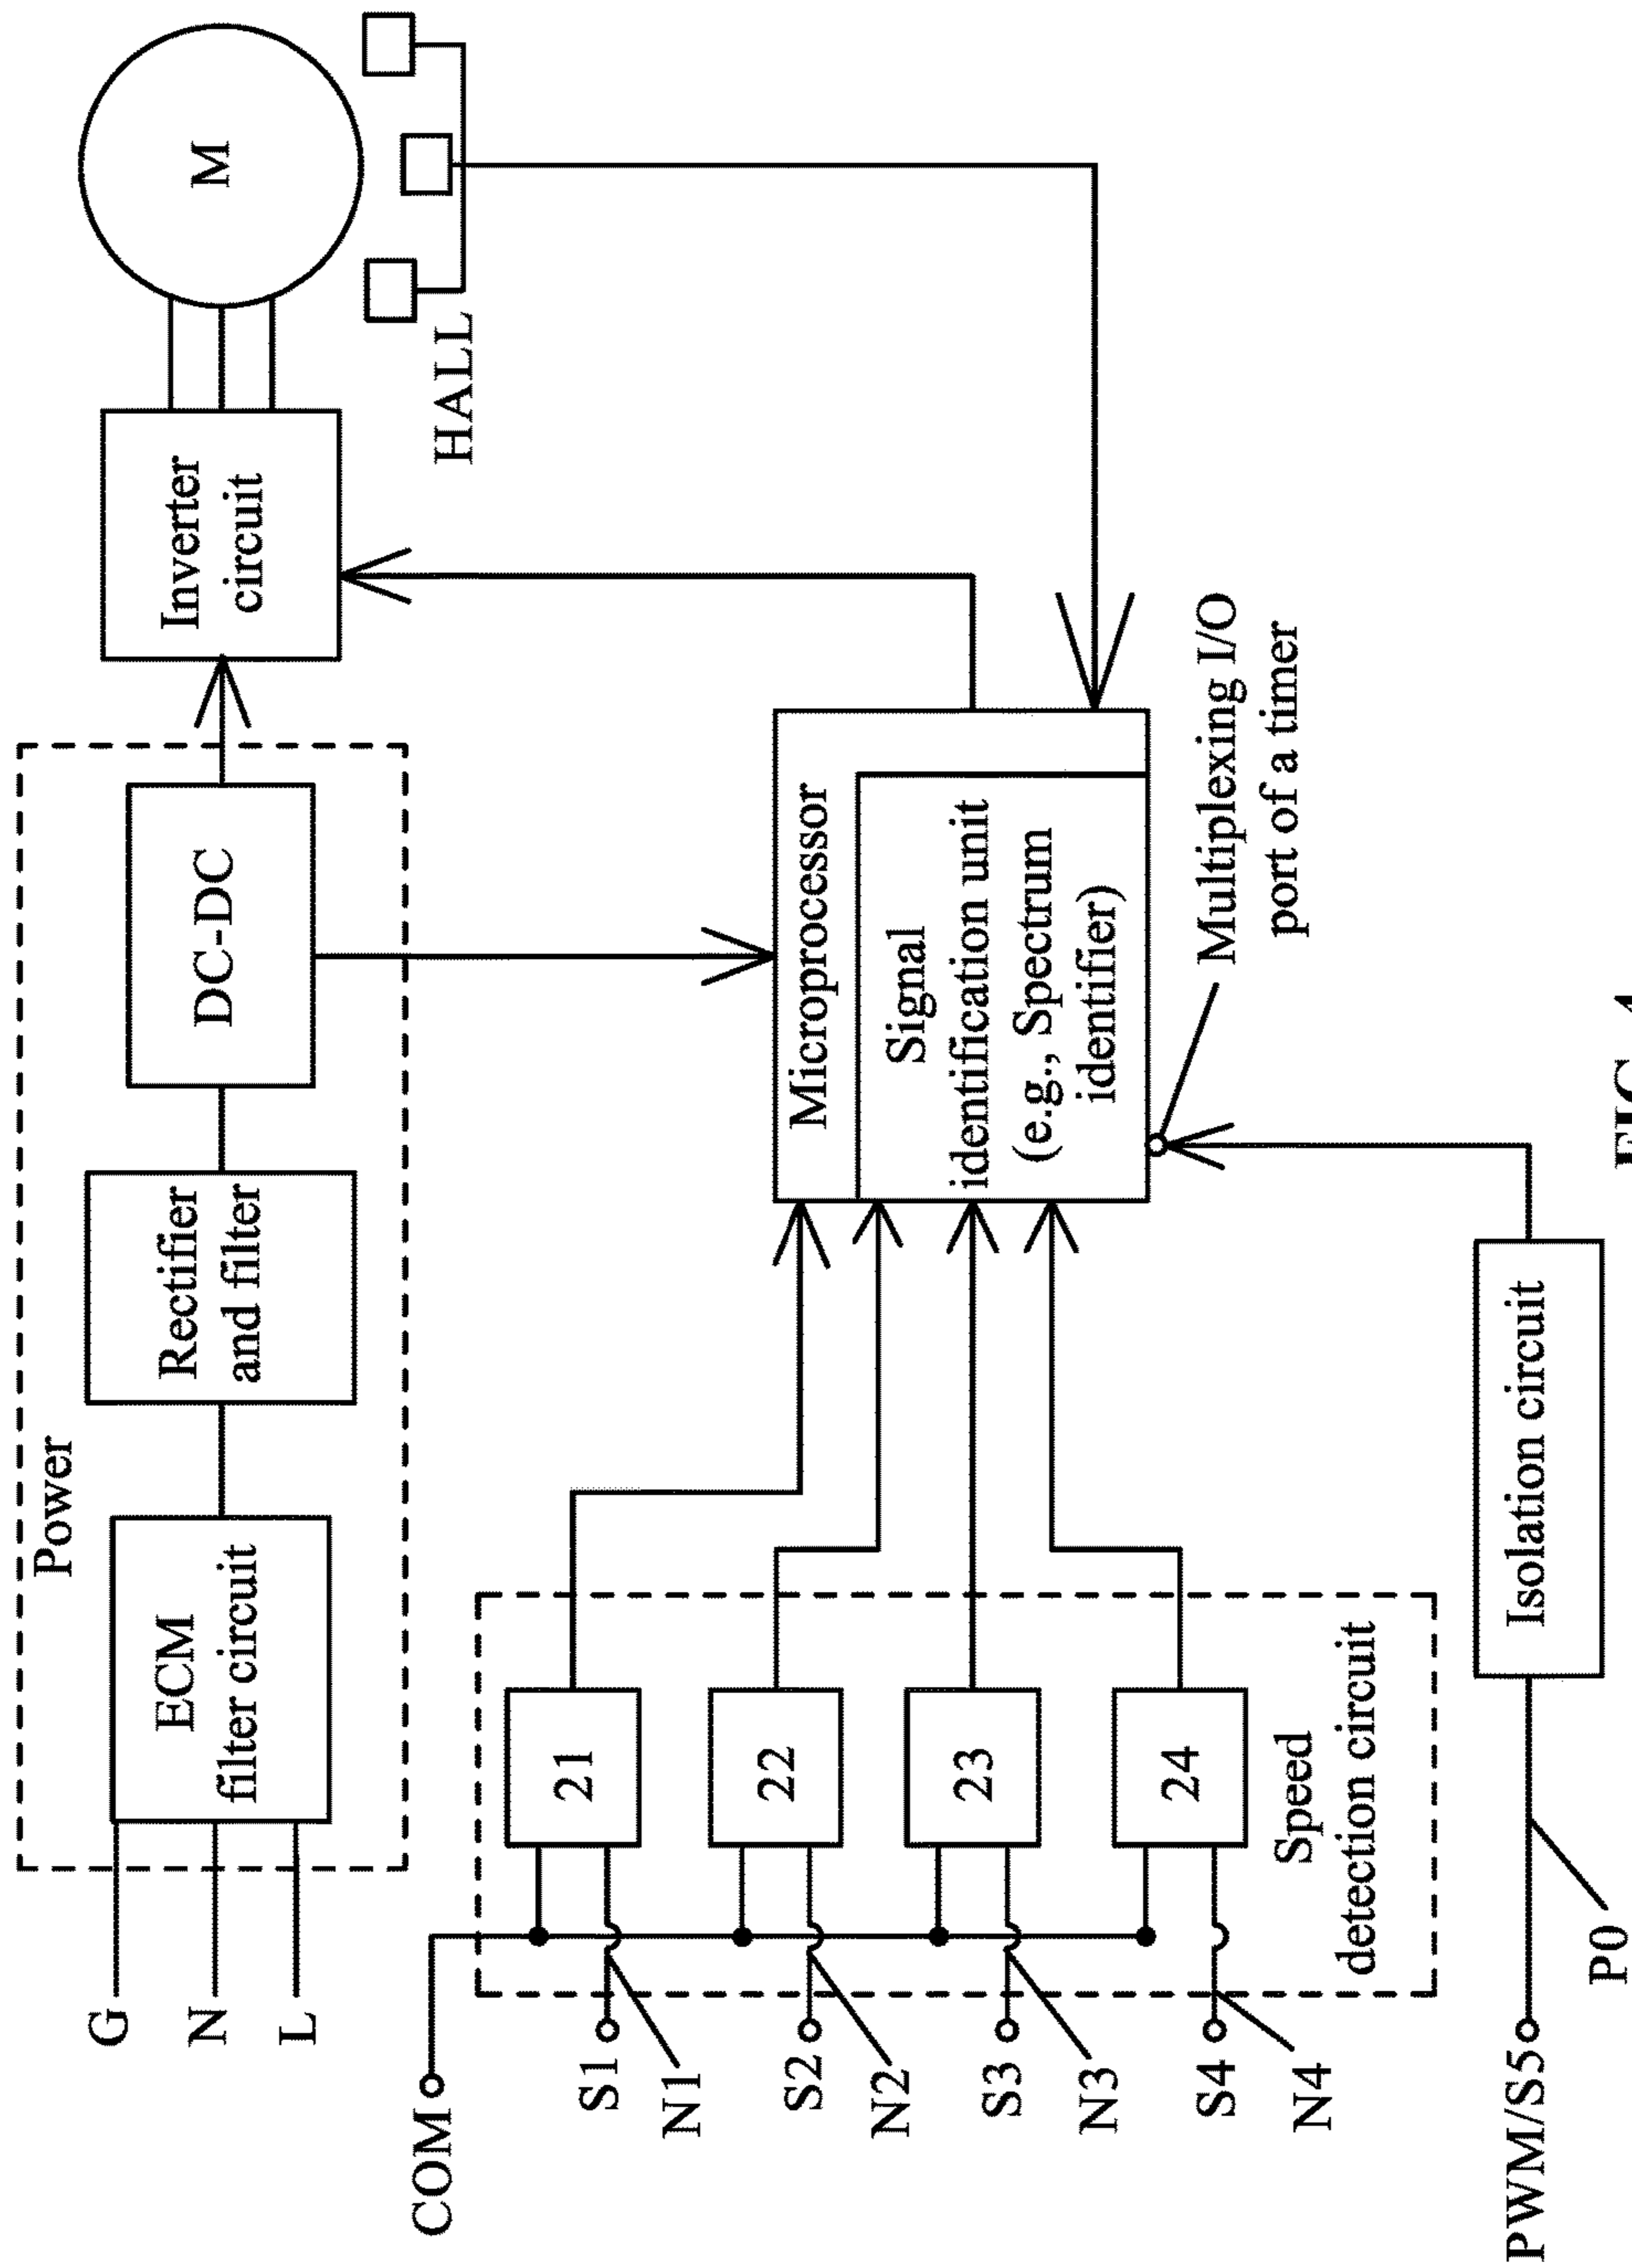 Power
G
N
L
ECM
filter circuit
Rectifier
and filter
DC-DC
Inverter
circuit
M
HALL
COM
S1
N1
S2
N2
S3
N3
S4
N4
21
22
23
24
Speed
detection circuit
Microprocessor
Signal
identification unit
(e.g., Spectrum
identifier)
Multiplexing I/O
port of a timer
PWM/S5
P0
Isolation circuit
FIG. 4